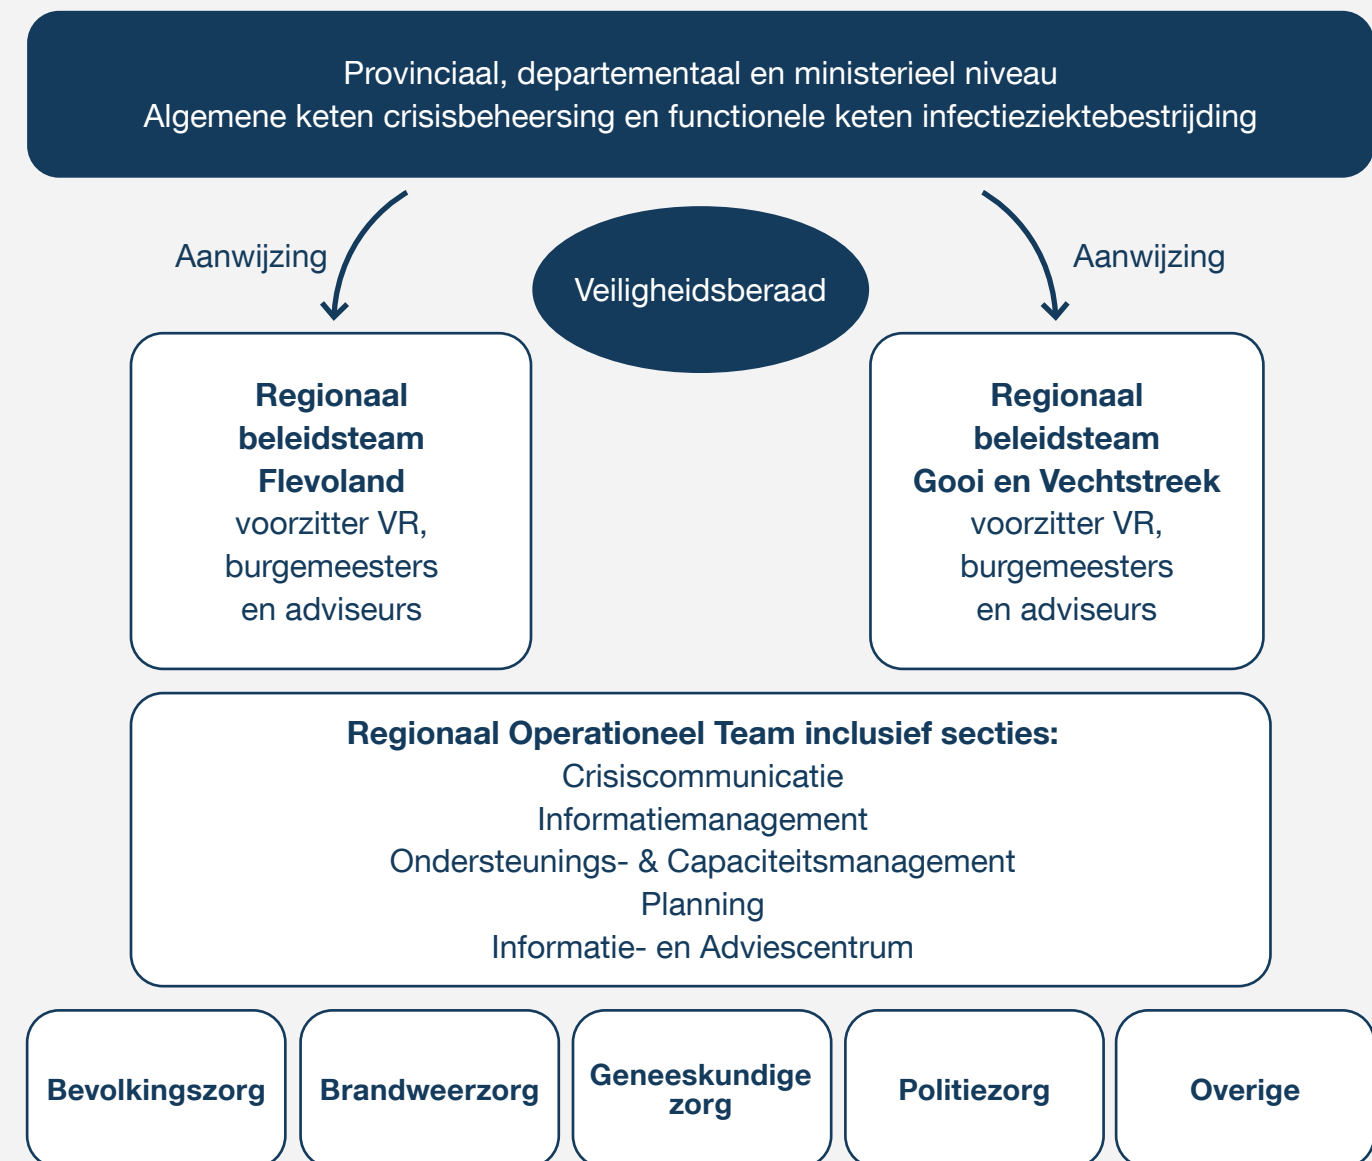 Provinciaal, departementaal en ministerieel niveau
Algemene keten crisisbeheersing en functionele keten infectieziektebestrijding
Aanwijzing
Veiligheidsberaad
Aanwijzing
Regionaal
beleidsteam
Flevoland
voorzitter VR,
burgemeesters
en adviseurs
Regionaal
beleidsteam
Gooi en Vechtstreek
voorzitter VR,
burgemeesters
en adviseurs
Regionaal Operationeel Team inclusief secties:
Crisiscommunicatie
Informatiemanagement
Ondersteunings- & Capaciteitsmanagement
Planning
Informatie- en Adviescentrum
Bevolkingszorg
Brandweerzorg
Geneeskundige
zorg
Politiezorg
Overige